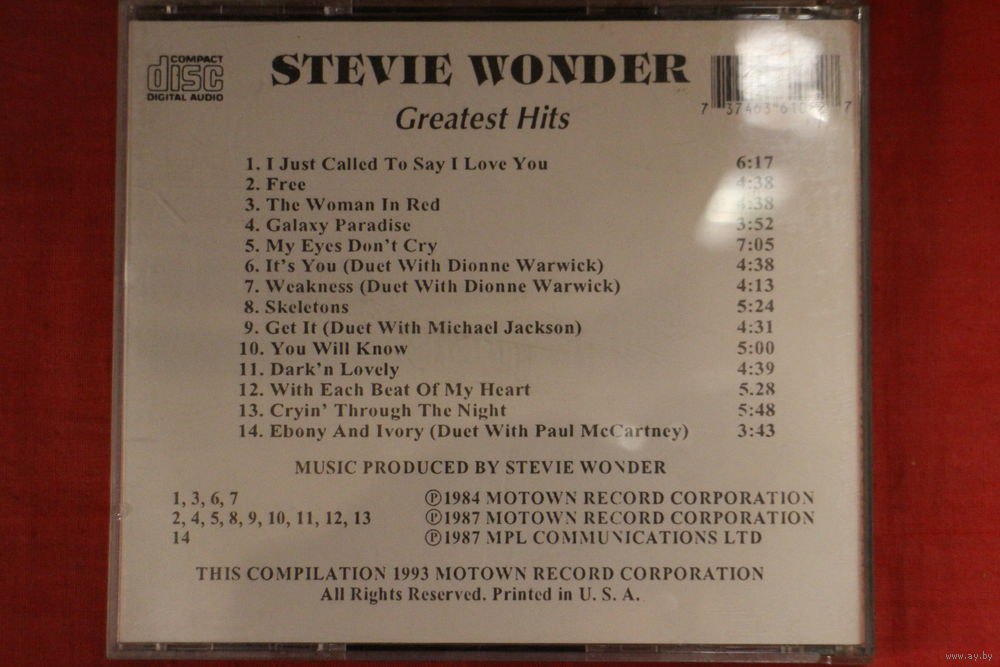 COMPACT
disc
DIGITAL AUDIO
STEVIE WONDER
Greatest Hits
1. I Just Called To Say I Love You 6:17
2. Free 4:38
3. The Woman In Red 4:38
4. Galaxy Paradise 3:52
5. My Eyes Don't Cry 7:05
6. It's You (Duet With Dionne Warwick) 4:38
7. Weakness (Duet With Dionne Warwick) 4:13
8. Skeletons 5:24
9. Get It (Duet With Michael Jackson) 4:31
10. You Will Know 5:00
11. Dark'n Lovely 4:39
12. With Each Beat Of My Heart 5.28
13. Cryin' Through The Night 5:48
14. Ebony And Ivory (Duet With Paul McCartney) 3:43
MUSIC PRODUCED BY STEVIE WONDER
1, 3, 6, 7 ℗1984 MOTOWN RECORD CORPORATION
2, 4, 5, 8, 9, 10, 11, 12, 13 ℗1987 MOTOWN RECORD CORPORATION
14 ℗1987 MPL COMMUNICATIONS LTD
THIS COMPILATION 1993 MOTOWN RECORD CORPORATION
All Rights Reserved. Printed in U. S. A.
www.ay.by